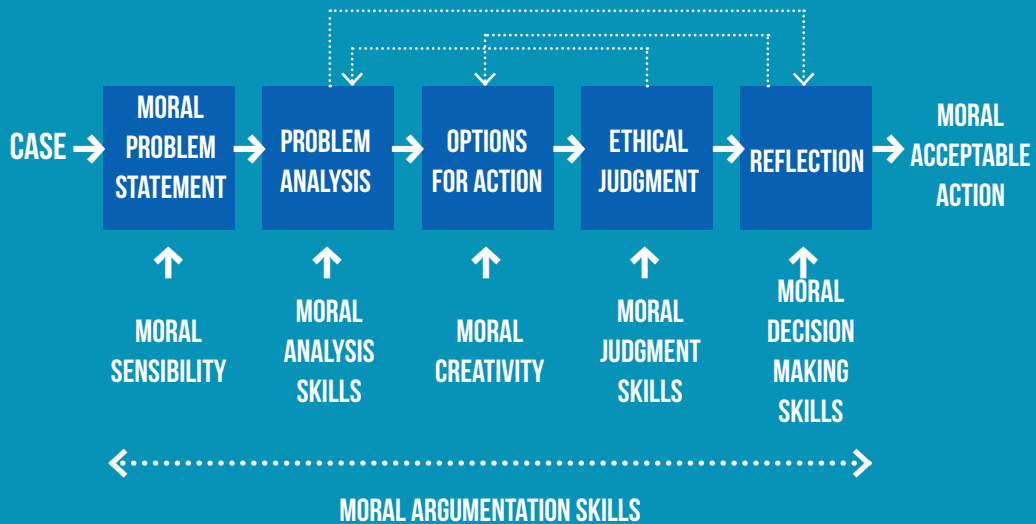 CASE
MORAL
PROBLEM
STATEMENT
PROBLEM
ANALYSIS
OPTIONS
FOR ACTION
ETHICAL
JUDGMENT
REFLECTION
MORAL
ACCEPTABLE
ACTION
MORAL
SENSIBILITY
MORAL
ANALYSIS
SKILLS
MORAL
CREATIVITY
MORAL
JUDGMENT
SKILLS
MORAL
DECISION
MAKING
SKILLS
MORAL ARGUMENTATION SKILLS